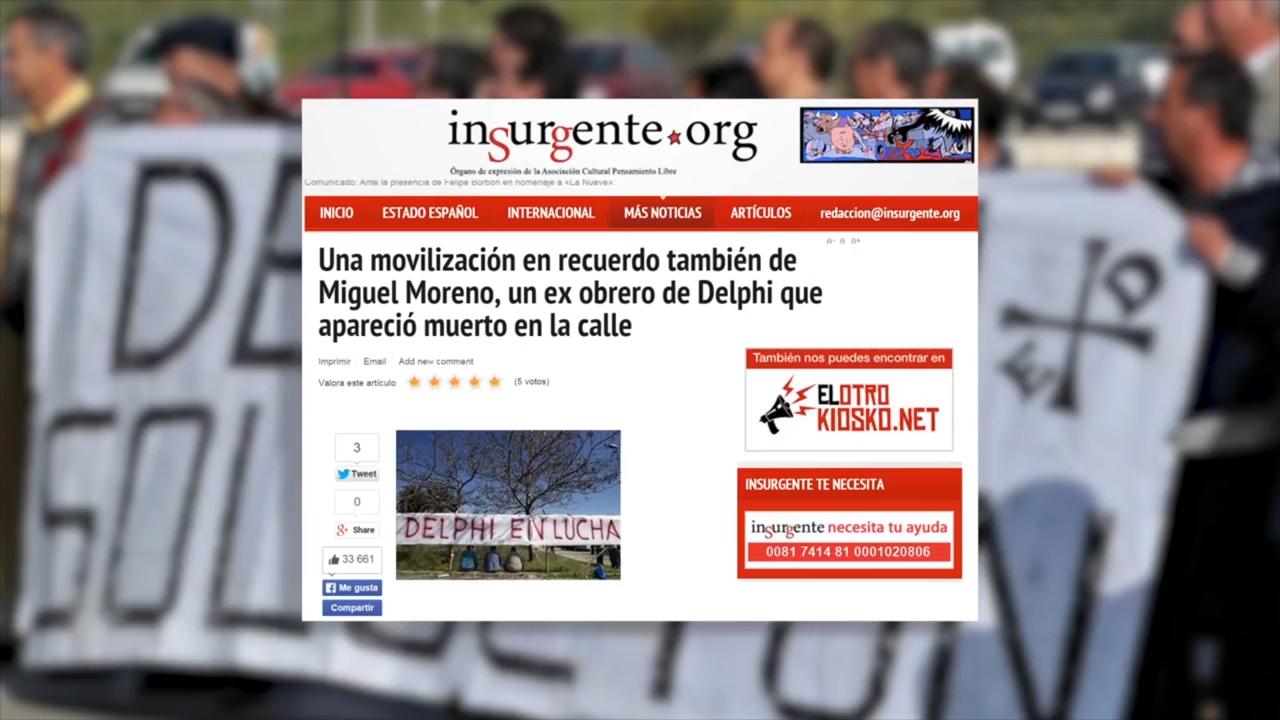 insurgente.org
Órgano de expresión de la Asociación Cultural Pensamiento Libre
Comunicado: Ante la presencia de Felipe Borbón en homenaje a «La Nueve».
INICIO ESTADO ESPAÑOL INTERNACIONAL MÁS NOTICIAS ARTÍCULOS redaccion@insurgente.org
A- A A+
Una movilización en recuerdo también de
Miguel Moreno, un ex obrero de Delphi que
apareció muerto en la calle
Imprimir Email Add new comment
Valora este artículo (5 votos)
También nos puedes encontrar en
EL OTRO
KIOSKO.NET
3
Tweet
0
Share
33 661
Me gusta
Compartir
DELPHI EN LUCHA
INSURGENTE TE NECESITA
insurgente necesita tu ayuda
0081 7414 81 0001020806
DE
SOLUCION